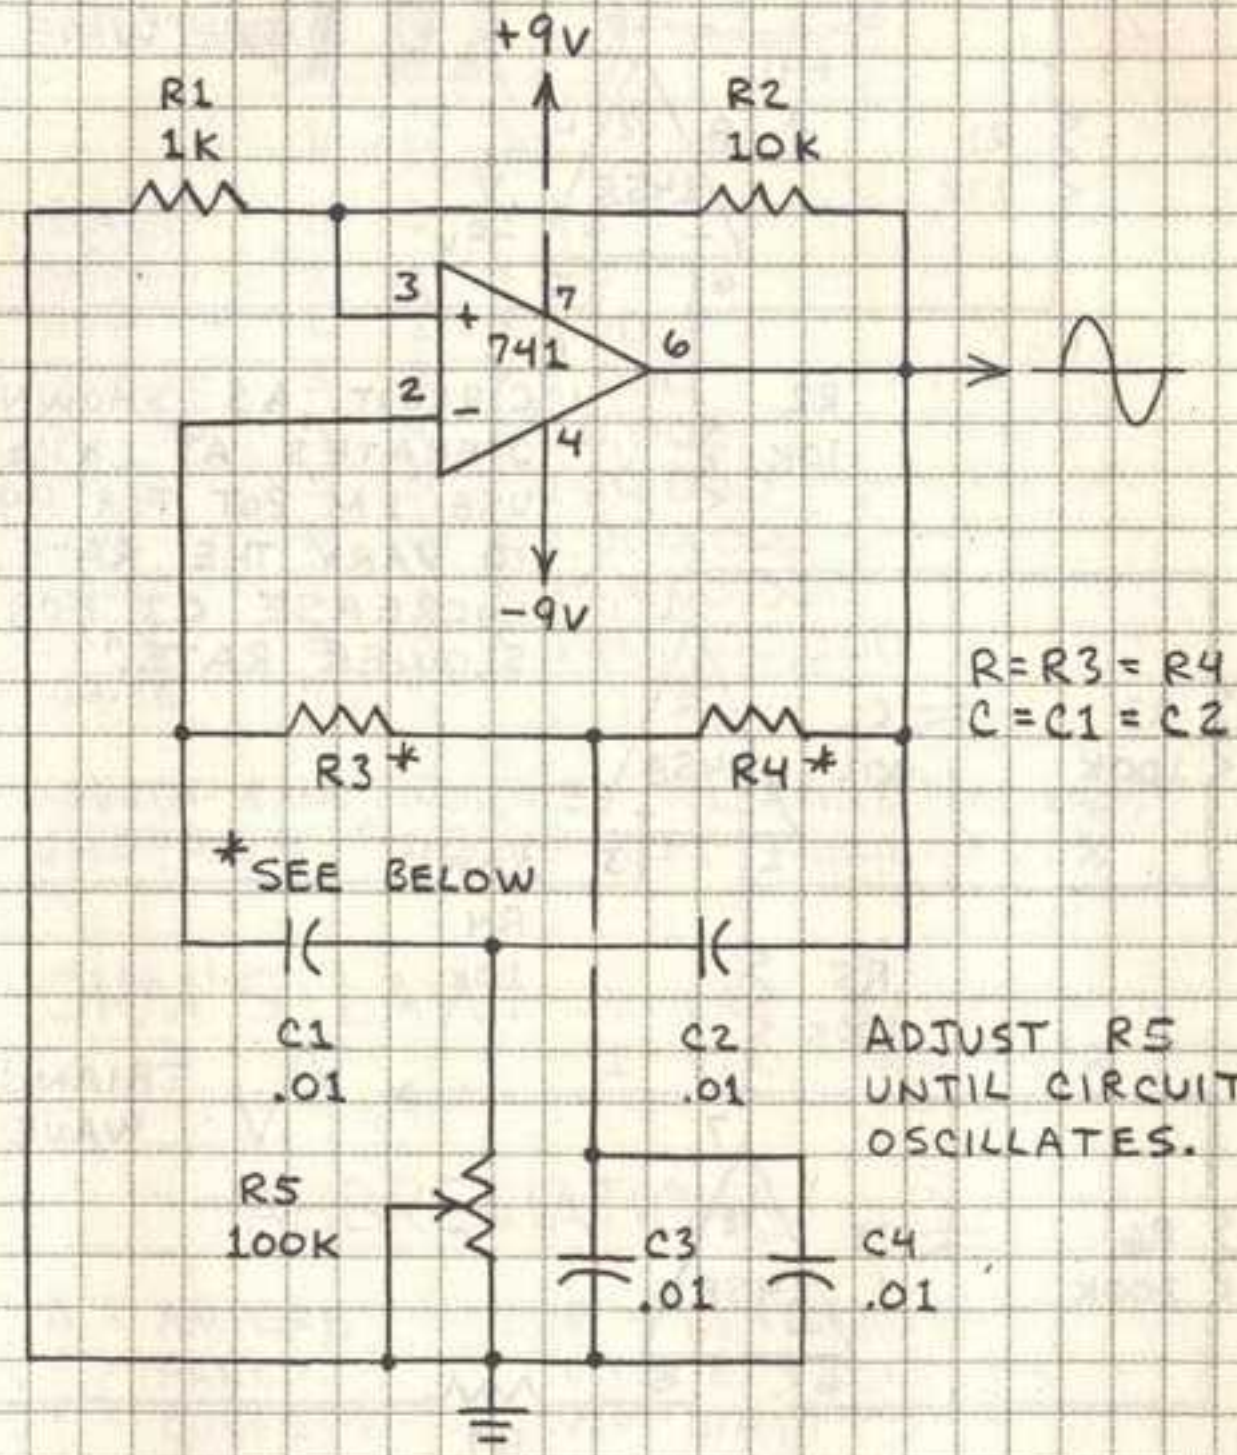 +9V
R1
1K
R2
10K
3
+
7
741
6
2
-
4
-9V
R = R3 = R4
C = C1 = C2
R3*
R4*
*SEE BELOW
C1
.01
C2
.01
ADJUST R5
UNTIL CIRCUIT
OSCILLATES.
R5
100K
C3
.01
C4
.01